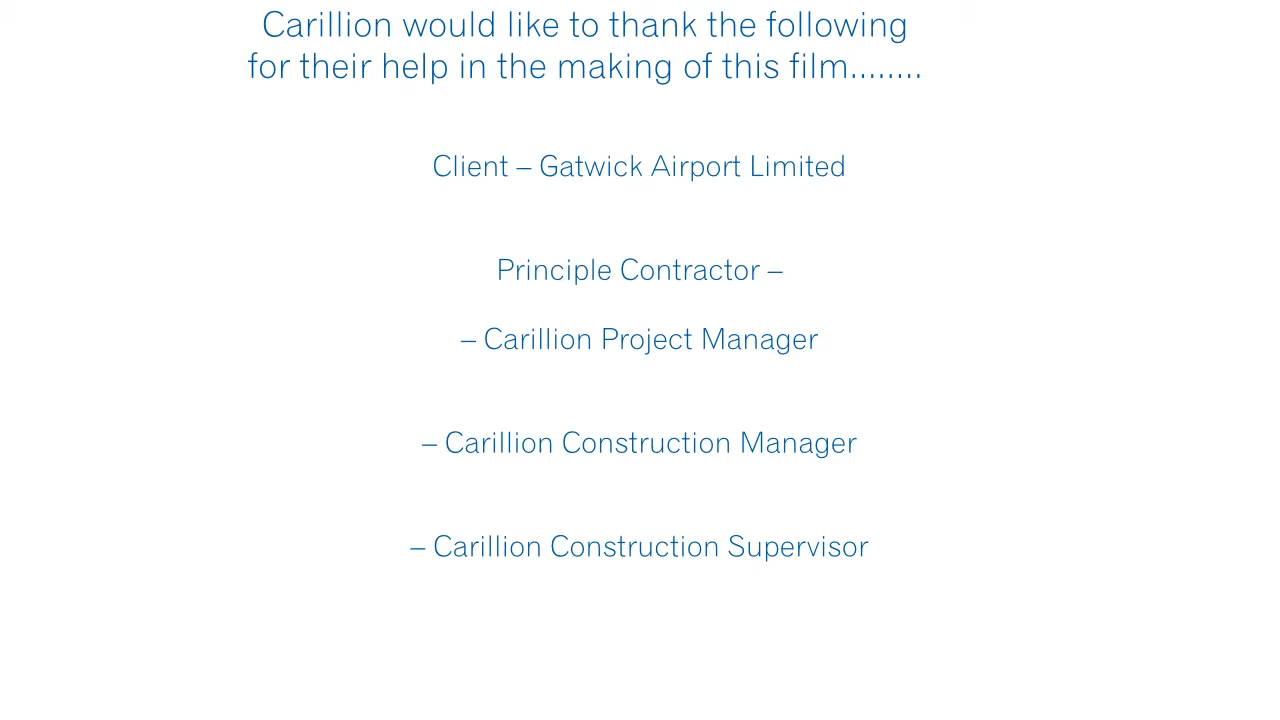 Carillion would like to thank the following
for their help in the making of this film........
Client – Gatwick Airport Limited
Principle Contractor –
– Carillion Project Manager
– Carillion Construction Manager
– Carillion Construction Supervisor